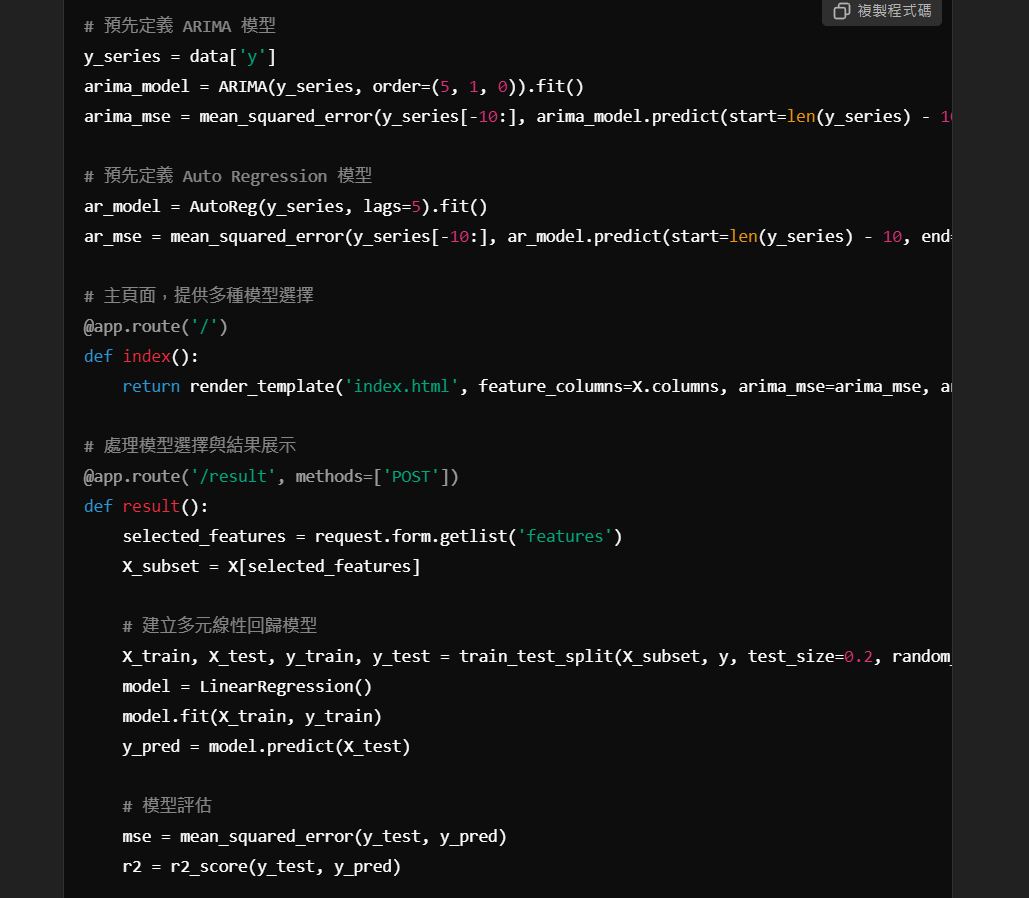 複製程式碼
# 預先定義 ARIMA 模型
y_series = data['y']
arima_model = ARIMA(y_series, order=(5, 1, 0)).fit()
arima_mse = mean_squared_error(y_series[-10:], arima_model.predict(start=len(y_series) - 10
# 預先定義 Auto Regression 模型
ar_model = AutoReg(y_series, lags=5).fit()
ar_mse = mean_squared_error(y_series[-10:], ar_model.predict(start=len(y_series) - 10, end=
# 主頁面，提供多種模型選擇
@app.route('/')
def index():
    return render_template('index.html', feature_columns=X.columns, arima_mse=arima_mse,
# 處理模型選擇與結果展示
@app.route('/result', methods=['POST'])
def result():
    selected_features = request.form.getlist('features')
    X_subset = X[selected_features]
    # 建立多元線性回歸模型
    X_train, X_test, y_train, y_test = train_test_split(X_subset, y, test_size=0.2, random_
    model = LinearRegression()
    model.fit(X_train, y_train)
    y_pred = model.predict(X_test)
    # 模型評估
    mse = mean_squared_error(y_test, y_pred)
    r2 = r2_score(y_test, y_pred)